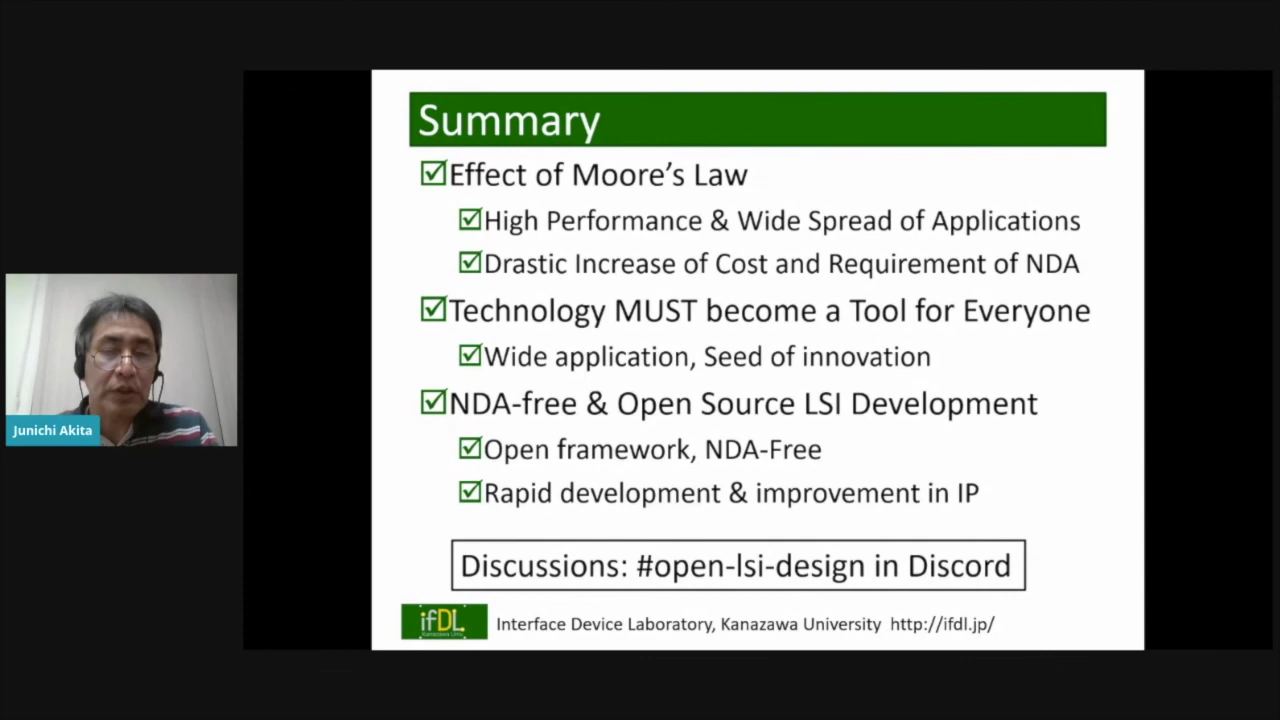 Summary
Effect of Moore's Law
High Performance & Wide Spread of Applications
Drastic Increase of Cost and Requirement of NDA
Technology MUST become a Tool for Everyone
Wide application, Seed of innovation
NDA-free & Open Source LSI Development
Open framework, NDA-Free
Rapid development & improvement in IP
Discussions: #open-lsi-design in Discord
ifDL
Kanazawa Univ.
Interface Device Laboratory, Kanazawa University http://ifdl.jp/
Junichi Akita